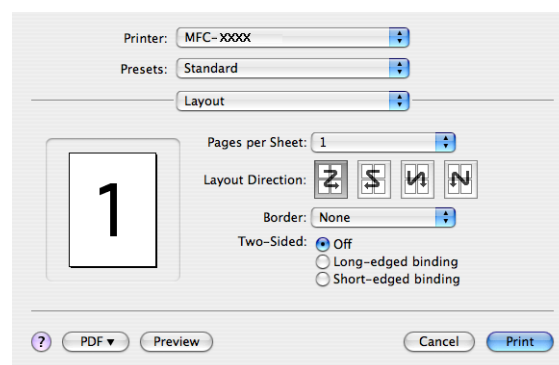 Printer: MFC-XXXX
Presets: Standard
Layout
Pages per Sheet: 1
1
Layout Direction:
Border: None
Two-Sided: Off
Long-edged binding
Short-edged binding
? PDF▼ Preview Cancel Print